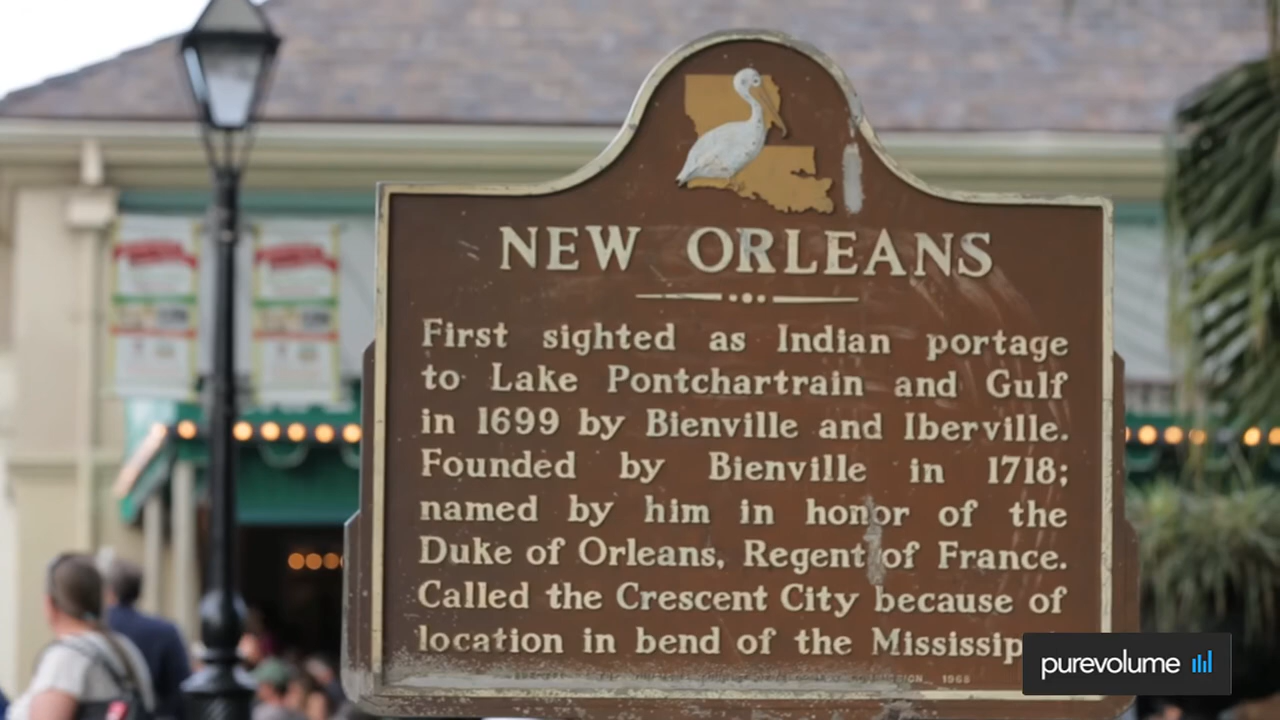 NEW ORLEANS
First sighted as Indian portage
to Lake Pontchartrain and Gulf
in 1699 by Bienville and Iberville.
Founded by Bienville in 1718;
named by him in honor of the
Duke of Orleans, Regent of France.
Called the Crescent City because of
location in bend of the Mississip
1968
purevolume